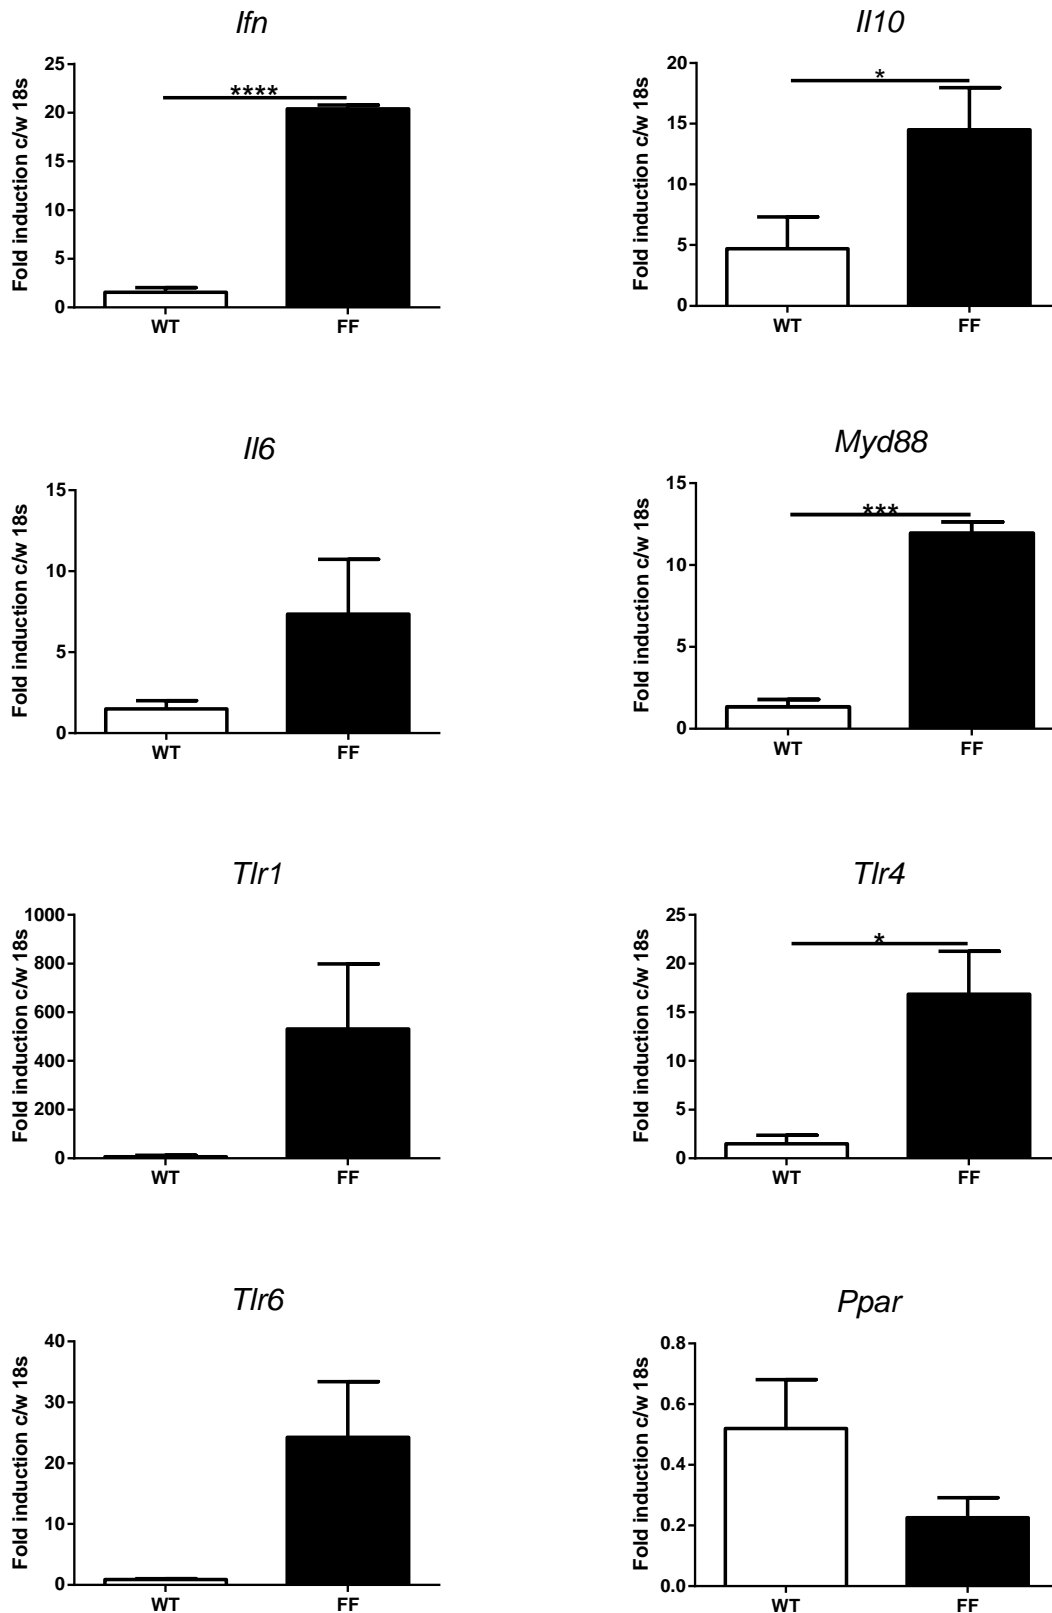 Ifn
Fold induction c/w 18s
25
20
15
10
5
0
****
WT FF
Il10
Fold induction c/w 18s
20
15
10
5
0
*
WT FF
Il6
Fold induction c/w 18s
15
10
5
0
WT FF
Myd88
Fold induction c/w 18s
15
10
5
0
***
WT FF
Tlr1
Fold induction c/w 18s
1000
800
600
400
200
0
WT FF
Tlr4
Fold induction c/w 18s
25
20
15
10
5
0
*
WT FF
Tlr6
Fold induction c/w 18s
40
30
20
10
0
WT FF
Ppar
Fold induction c/w 18s
0.8
0.6
0.4
0.2
0.0
WT FF